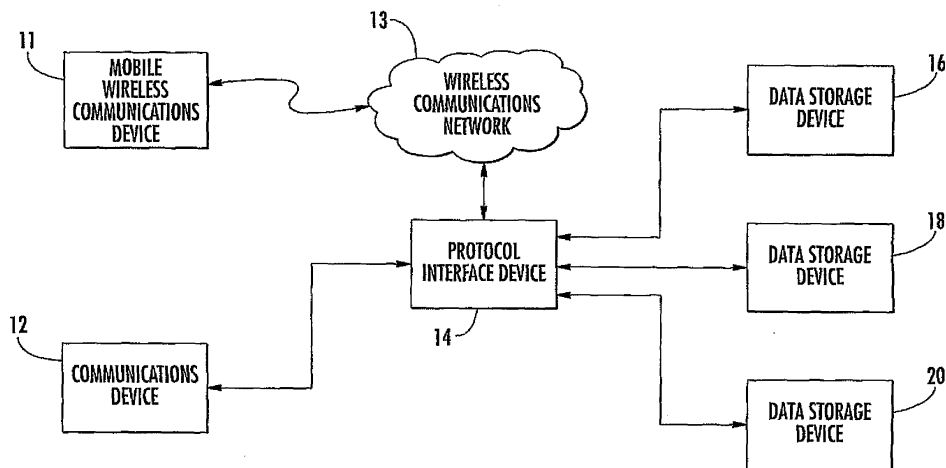 11
MOBILE
WIRELESS
COMMUNICATIONS
DEVICE
13
WIRELESS
COMMUNICATIONS
NETWORK
16
DATA STORAGE
DEVICE
PROTOCOL
INTERFACE DEVICE
14
18
DATA STORAGE
DEVICE
12
COMMUNICATIONS
DEVICE
20
DATA STORAGE
DEVICE